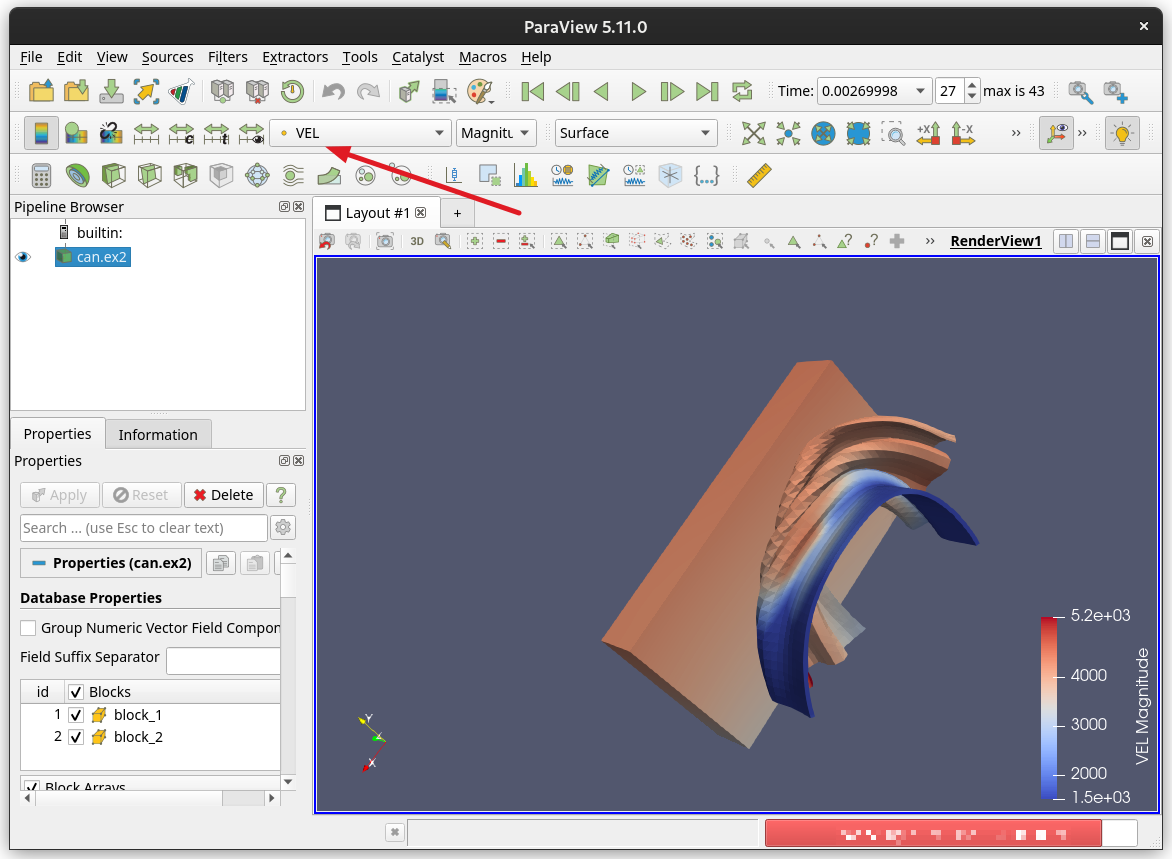 ParaView 5.11.0
File Edit View Sources Filters Extractors Tools Catalyst Macros Help
Time: 0.00269998 27 max is 43
VEL Magnitu Surface +X -X
Pipeline Browser
builtin:
can.ex2
Layout #1 +
3D RenderView1
Properties Information
Properties
Apply Reset Delete ?
Search ... (use Esc to clear text)
Properties (can.ex2)
Database Properties
Group Numeric Vector Field Compon
Field Suffix Separator
id Blocks
1 block_1
2 block_2
Block Arrays
Y
X
5.2e+03
4000
3000
2000
1.5e+03
VEL Magnitude